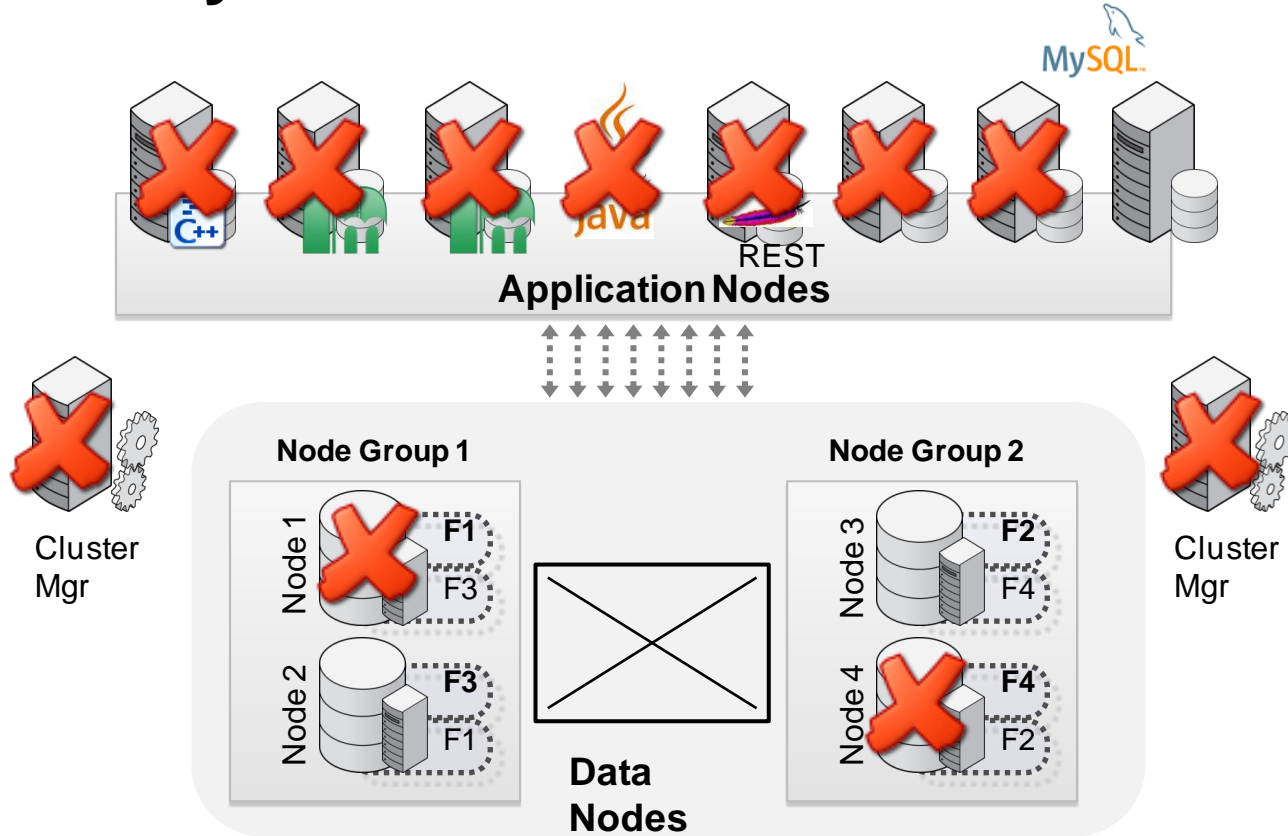 MySQL™
C++
java
REST
Application Nodes
Node Group 1
Node Group 2
Node 1
F1
F3
Node 3
F2
F4
Cluster
Mgr
Cluster
Mgr
Node 2
F3
F1
Node 4
F4
F2
Data
Nodes